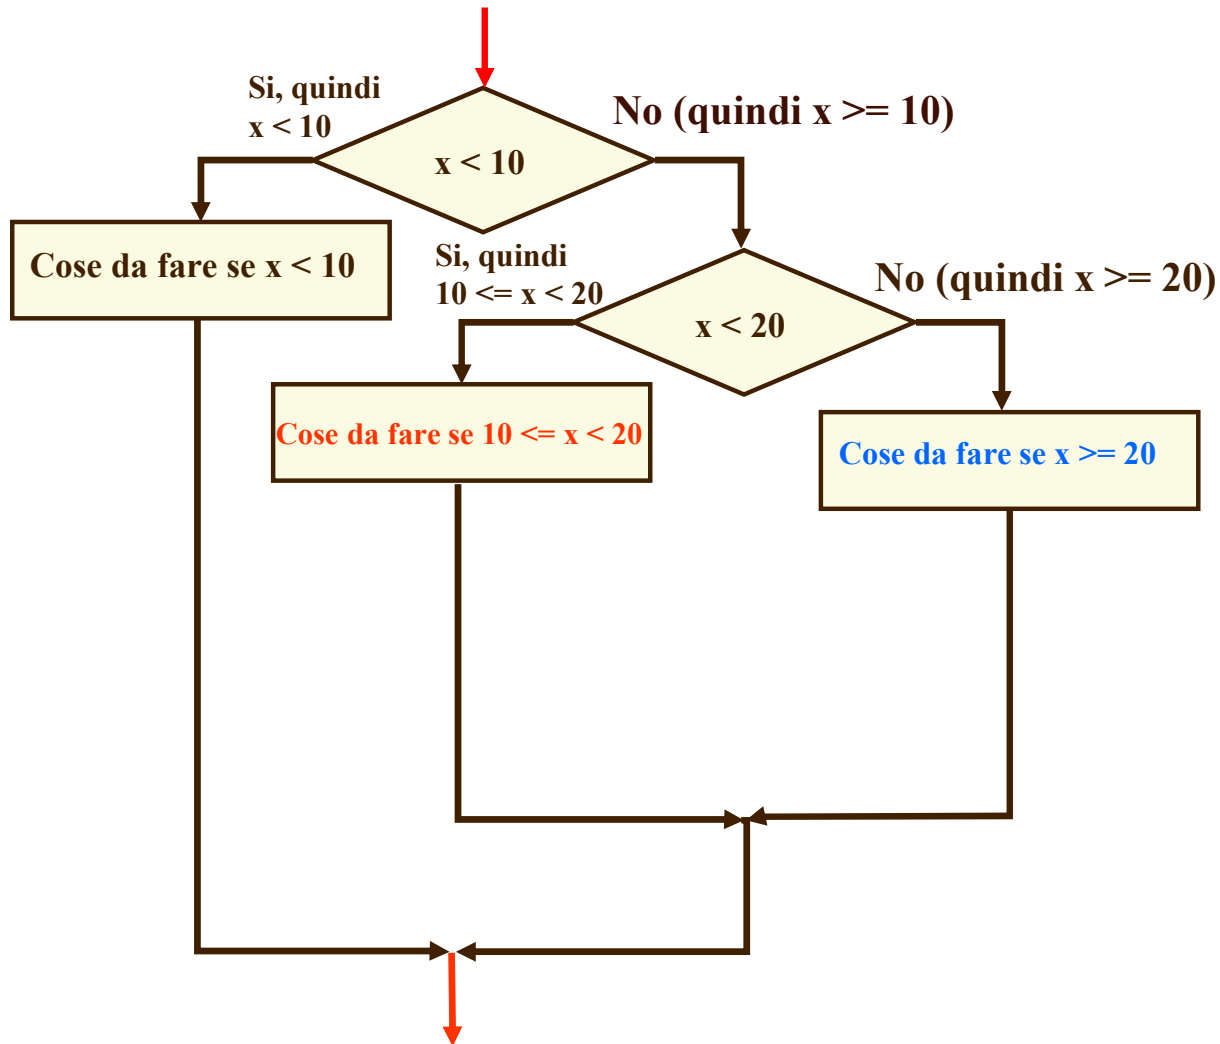 Si, quindi
x < 10
No (quindi x >= 10)
x < 10
Cose da fare se x < 10
Si, quindi
10 <= x < 20
No (quindi x >= 20)
x < 20
Cose da fare se 10 <= x < 20
Cose da fare se x >= 20